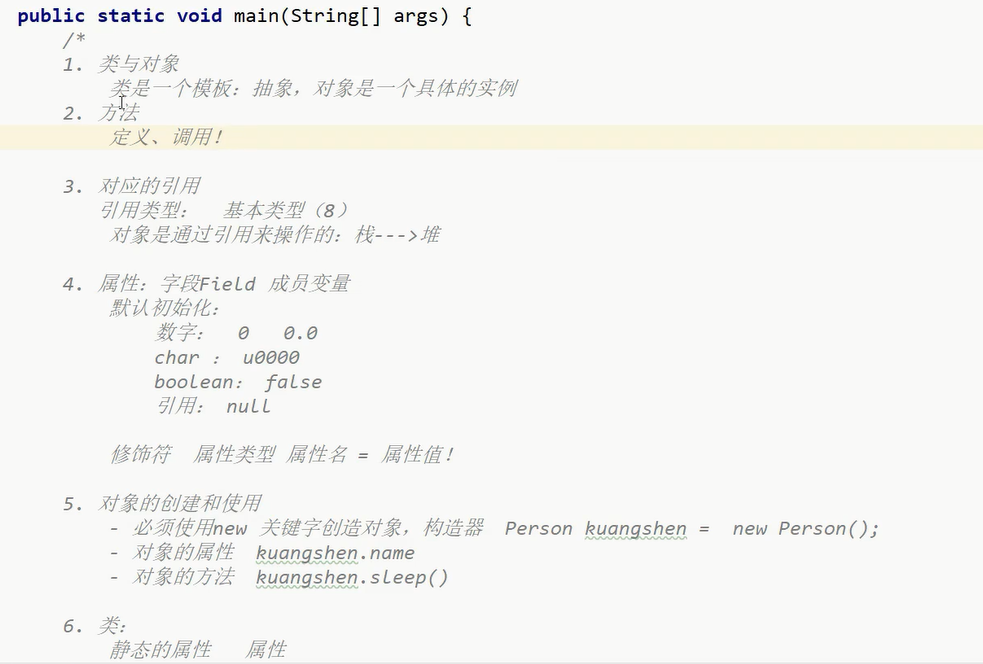 public static void main(String[] args) {
/*
1. 类与对象
类是一个模板：抽象，对象是一个具体的实例
2. 方法
定义、调用！
3. 对应的引用
引用类型： 基本类型（8）
对象是通过引用来操作的：栈--->堆
4. 属性：字段Field 成员变量
默认初始化：
数字： 0 0.0
char : u0000
boolean: false
引用： null
修饰符 属性类型 属性名 = 属性值！
5. 对象的创建和使用
- 必须使用new 关键字创造对象，构造器 Person kuangshen = new Person();
- 对象的属性 kuangshen.name
- 对象的方法 kuangshen.sleep()
6. 类：
静态的属性 属性